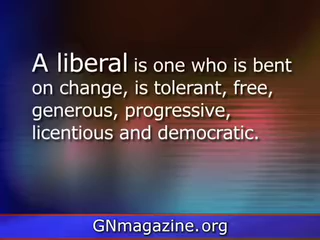 A liberal is one who is bent
on change, is tolerant, free,
generous, progressive,
licentious and democratic.
GNmagazine.org